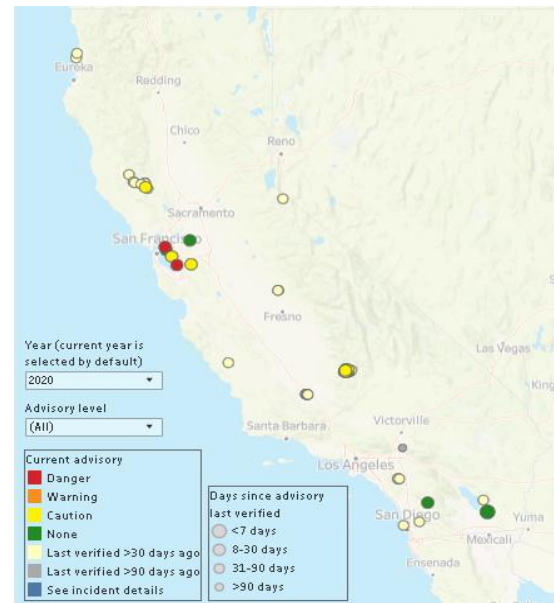 Eureka
Redding
Chico
Reno
Sacramento
San Francisco
Fresno
Las Vegas
King
Year (current year is
selected by default)
2020
Advisory level
(All)
Santa Barbara
Victorville
Los Angeles
San Diego
Yuma
Mexicali
Ensenada
Current advisory
Danger
Warning
Caution
None
Last verified >30 days ago
Last verified >90 days ago
See incident details
Days since advisory
last verified
<7 days
8-30 days
31-90 days
>90 days